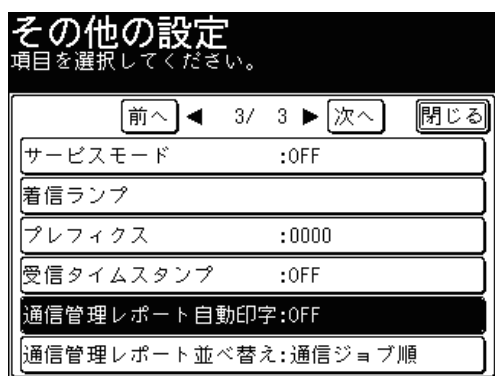 その他の設定
項目を選択してください。
前へ ◀ 3/ 3 ▶ 次へ 閉じる
サービスモード :OFF
着信ランプ
プレフィクス :0000
受信タイムスタンプ :OFF
通信管理レポート自動印字:OFF
通信管理レポート並べ替え:通信ジョブ順